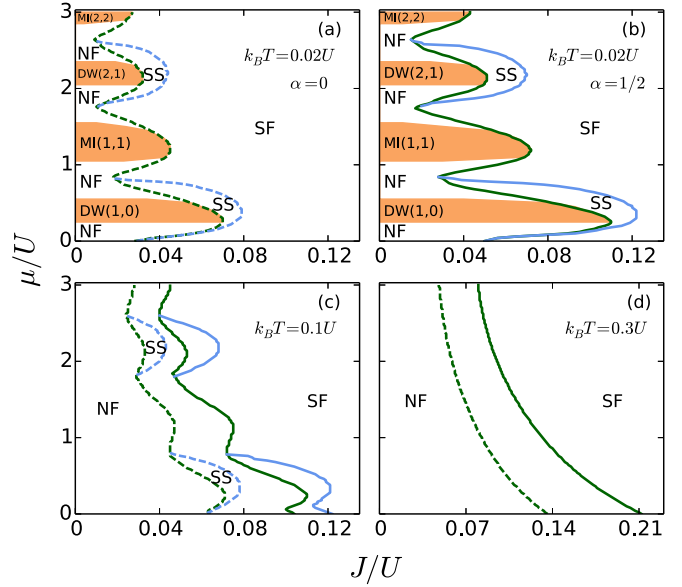 3
2
1
0
μ/U
MI(2,2)
NF
DW(2,1)
SS
NF
MI(1,1)
SF
NF
DW(1,0)
SS
NF
(a)
k_BT=0.02U
α=0
0
0.04
0.08
0.12
MI(2,2)
NF
DW(2,1)
SS
NF
MI(1,1)
SF
NF
DW(1,0)
SS
NF
(b)
k_BT=0.02U
α=1/2
0
0.04
0.08
0.12
3
2
1
0
(c)
k_BT=0.1U
SS
NF
SF
SS
0
0.04
0.08
0.12
(d)
k_BT=0.3U
NF
SF
0
0.07
0.14
0.21
J/U